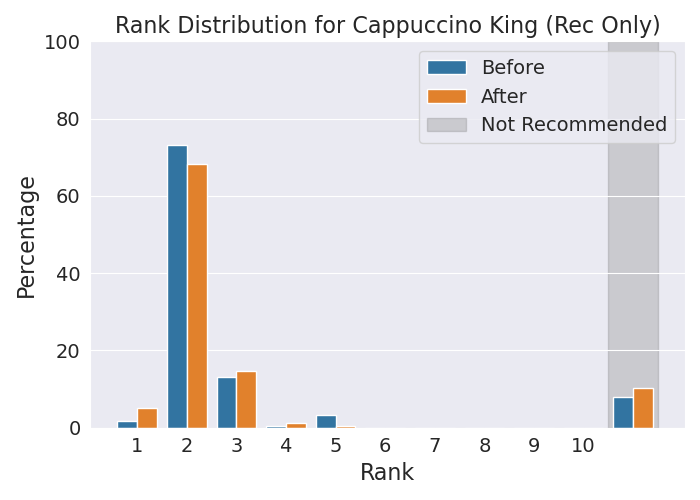 Rank Distribution for Cappuccino King (Rec Only)
100
80
60
40
20
0
Percentage
Before
After
Not Recommended
1 2 3 4 5 6 7 8 9 10
Rank